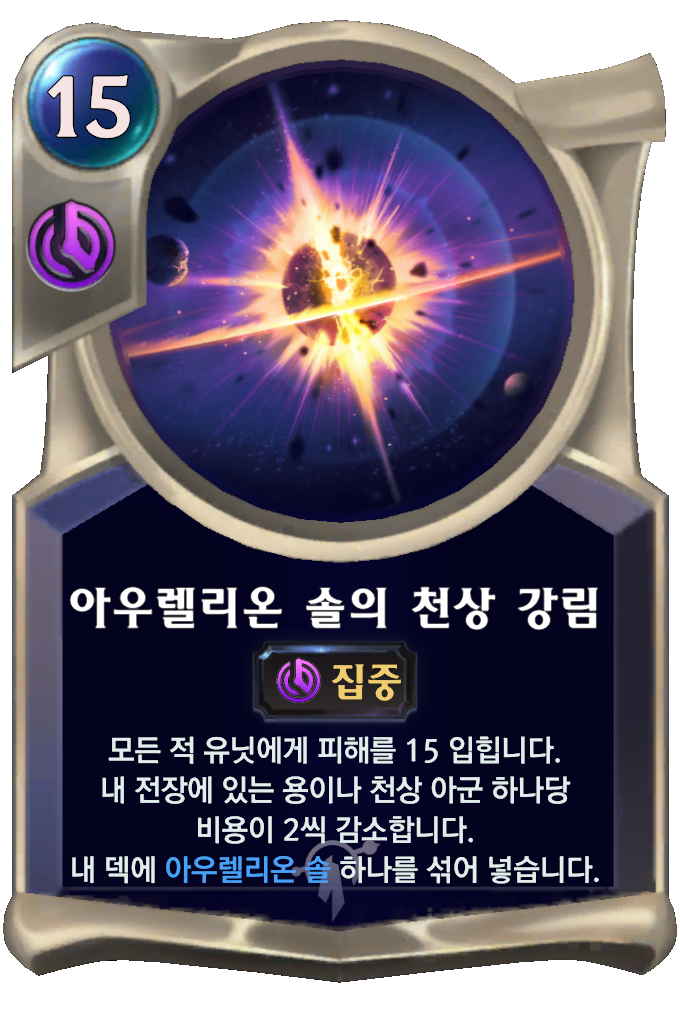 15
아우렐리온 솔의 천상 강림
집중
모든 적 유닛에게 피해를 15 입힙니다.
내 전장에 있는 용이나 천상 아군 하나당
비용이 2씩 감소합니다.
내 덱에 아우렐리온 솔 하나를 섞어 넣습니다.